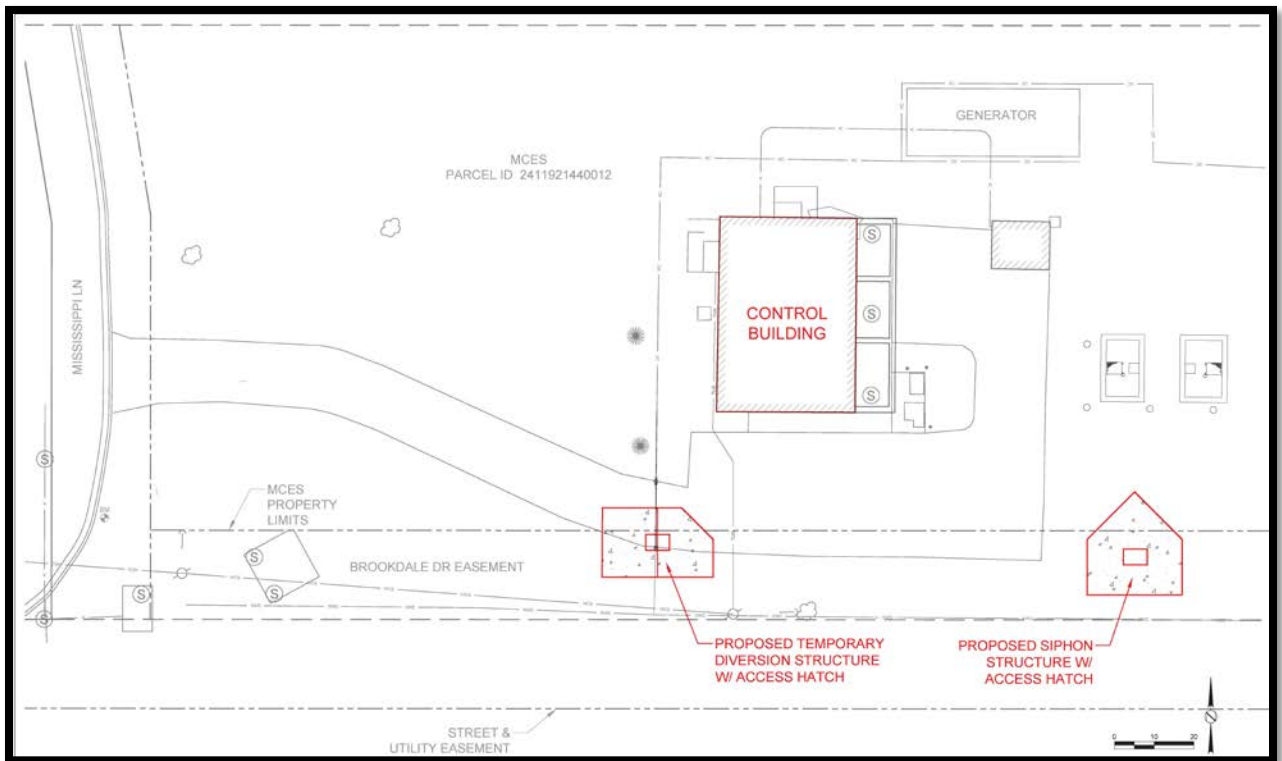 GENERATOR
MCES
PARCEL ID 2411921440012
MISSISSIPPI LN
S
S
S
CONTROL
BUILDING
S
MCES
PROPERTY
LIMITS
BM
S
S
S
S
BROOKDALE DR EASEMENT
PROPOSED TEMPORARY
DIVERSION STRUCTURE
W/ ACCESS HATCH
PROPOSED SIPHON
STRUCTURE W/
ACCESS HATCH
STREET &
UTILITY EASEMENT
0 10 20